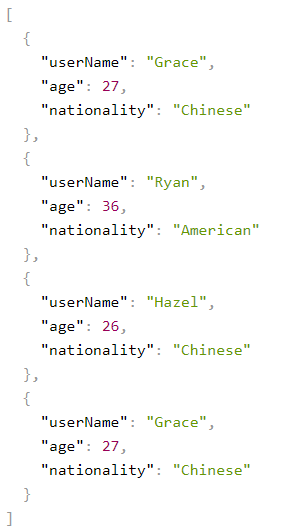 [
  {
    "userName": "Grace",
    "age": 27,
    "nationality": "Chinese"
  },
  {
    "userName": "Ryan",
    "age": 36,
    "nationality": "American"
  },
  {
    "userName": "Hazel",
    "age": 26,
    "nationality": "Chinese"
  },
  {
    "userName": "Grace",
    "age": 27,
    "nationality": "Chinese"
  }
]